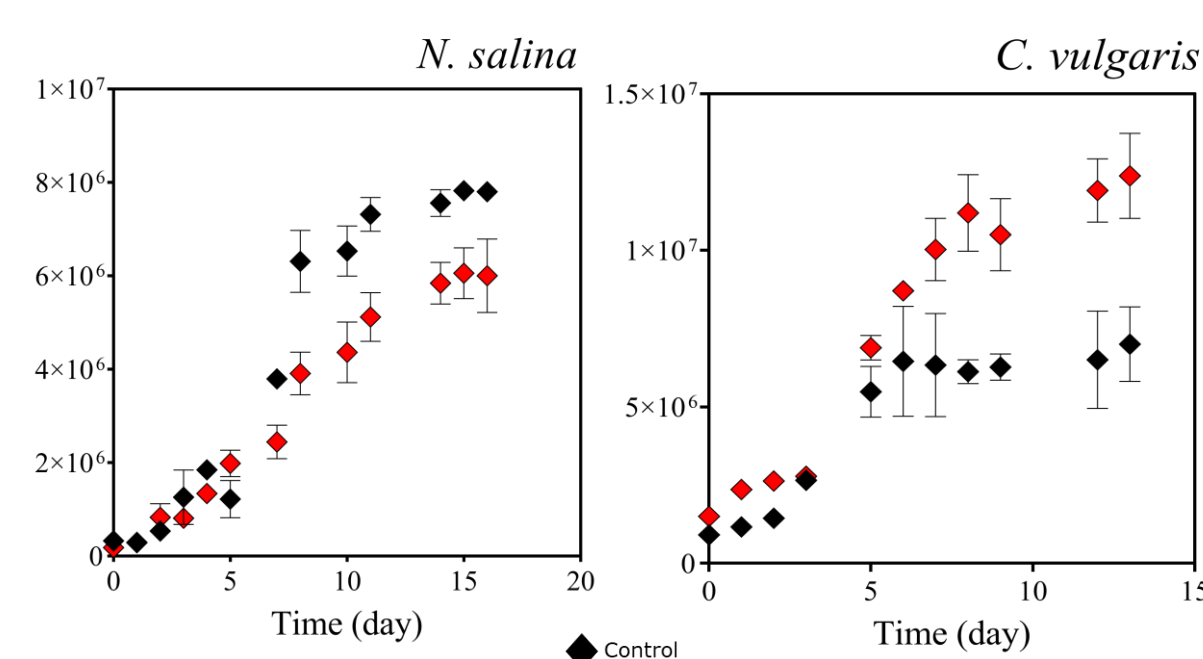 N. salina
1×10⁷
8×10⁶
6×10⁶
4×10⁶
2×10⁶
0
0 5 10 15 20
Time (day)
C. vulgaris
1.5×10⁷
1×10⁷
5×10⁶
0
0 5 10 15
Time (day)
Control